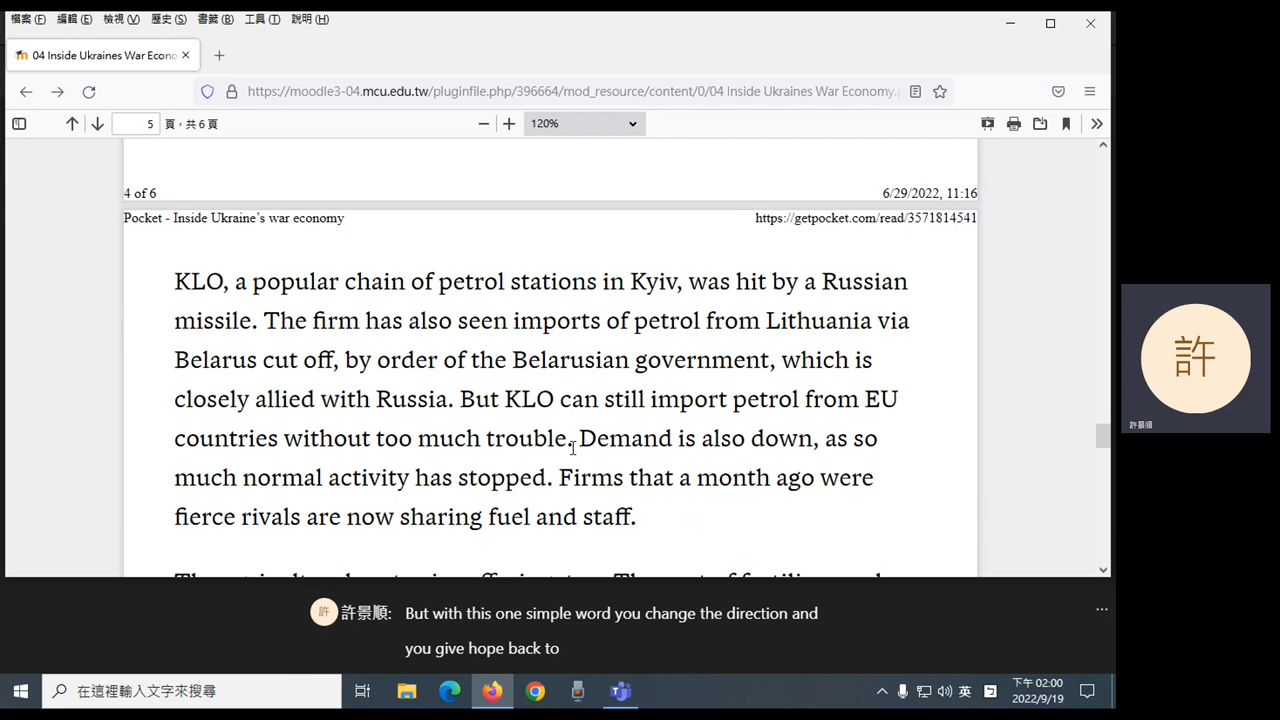 檔案(F) 編輯(E) 檢視(V) 歷史(S) 書籤(B) 工具(T) 說明(H)
04 Inside Ukraines War Econo
https://moodle3-04.mcu.edu.tw/pluginfile.php/396664/mod_resource/content/0/04 Inside Ukraines War Economy.p
5 頁，共 6 頁
120%
4 of 6 6/29/2022, 11:16
Pocket - Inside Ukraine’s war economy https://getpocket.com/read/3571814541
KLO, a popular chain of petrol stations in Kyiv, was hit by a Russian
missile. The firm has also seen imports of petrol from Lithuania via
Belarus cut off, by order of the Belarusian government, which is
closely allied with Russia. But KLO can still import petrol from EU
countries without too much trouble. Demand is also down, as so
much normal activity has stopped. Firms that a month ago were
fierce rivals are now sharing fuel and staff.
許
許景順
許 許景順: But with this one simple word you change the direction and
you give hope back to
在這裡輸入文字來搜尋
英
下午 02:00
2022/9/19